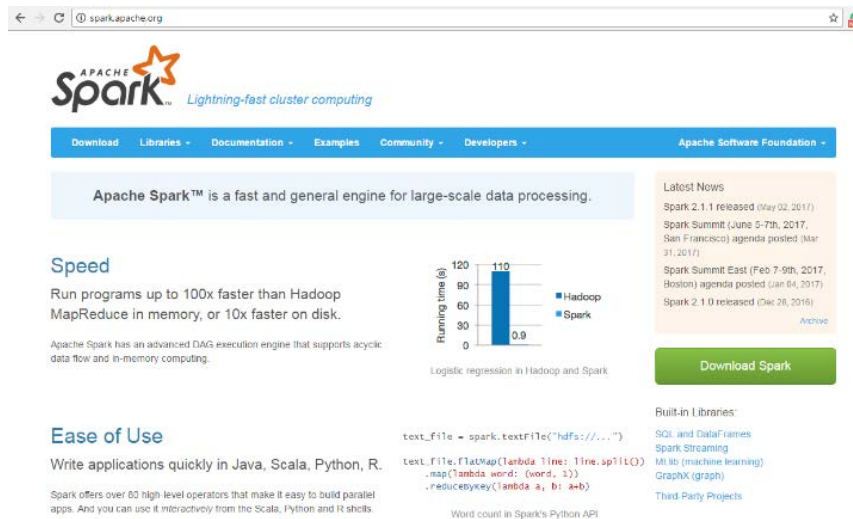 spark.apache.org
APACHE
Spark™
Lightning-fast cluster computing
Download Libraries Documentation Examples Community Developers Apache Software Foundation
Apache Spark™ is a fast and general engine for large-scale data processing.
Speed
Run programs up to 100x faster than Hadoop
MapReduce in memory, or 10x faster on disk.
Apache Spark has an advanced DAG execution engine that supports acyclic
data flow and in-memory computing.
Running time (s)
120
90
60
30
0
110
0.9
Hadoop
Spark
Logistic regression in Hadoop and Spark
Ease of Use
Write applications quickly in Java, Scala, Python, R.
Spark offers over 80 high-level operators that make it easy to build parallel
apps. And you can use it interactively from the Scala, Python and R shells.
text_file = spark.textFile("hdfs://...")
text_file.flatMap(lambda line: line.split())
.map(lambda word: (word, 1))
.reduceByKey(lambda a, b: a+b)
Word count in Spark's Python API
Latest News
Spark 2.1.1 released (May 02, 2017)
Spark Summit (June 5-7th, 2017,
San Francisco) agenda posted (Mar
31, 2017)
Spark Summit East (Feb 7-9th, 2017,
Boston) agenda posted (Jan 04, 2017)
Spark 2.1.0 released (Dec 28, 2016)
Archive
Download Spark
Built-in Libraries:
SQL and DataFrames
Spark Streaming
MLlib (machine learning)
GraphX (graph)
Third-Party Projects